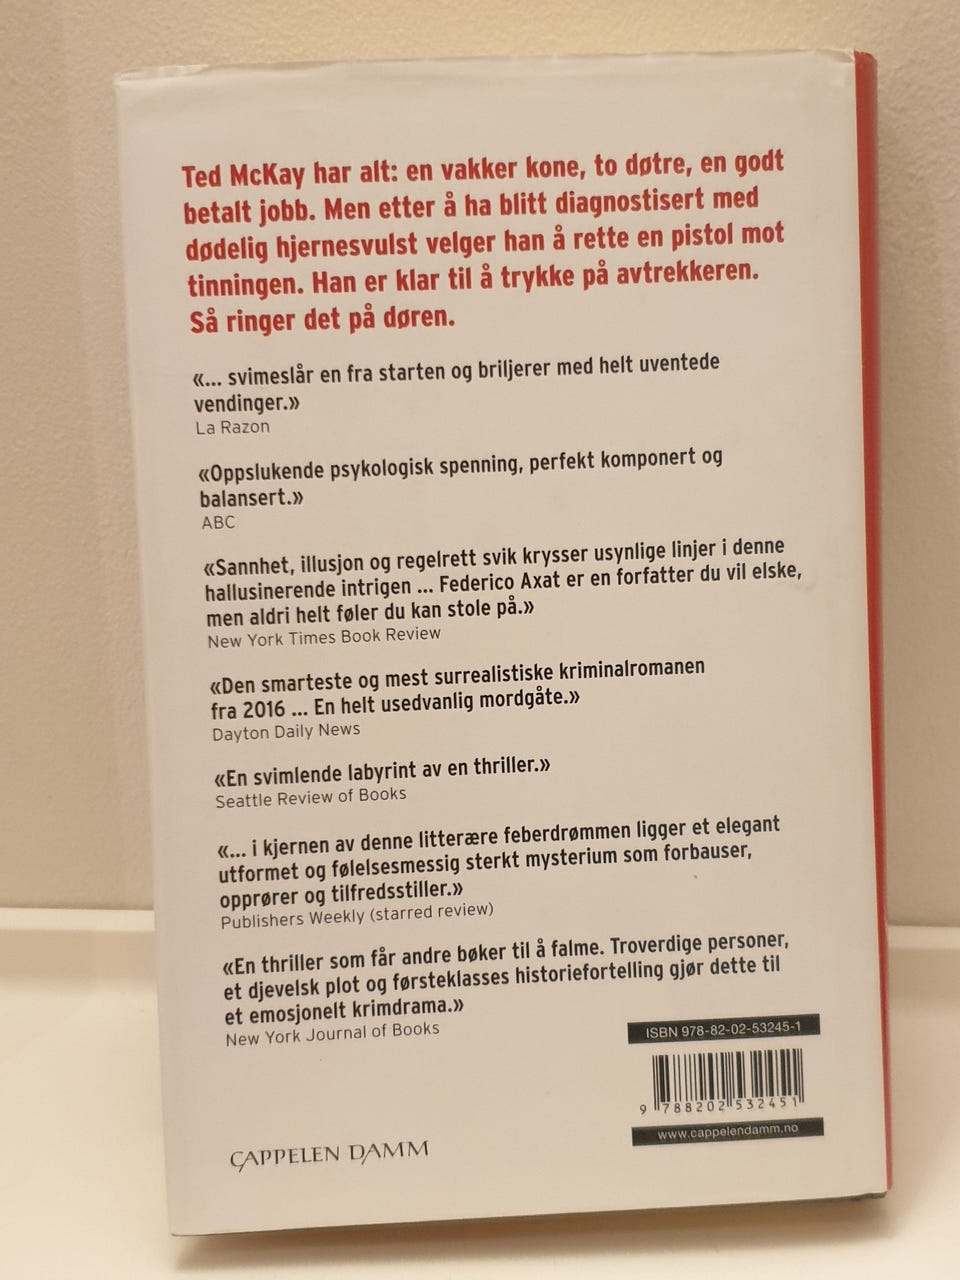 Ted McKay har alt: en vakker kone, to døtre, en godt
betalt jobb. Men etter å ha blitt diagnostisert med
dødelig hjernesvulst velger han å rette en pistol mot
tinningen. Han er klar til å trykke på avtrekkeren.
Så ringer det på døren.
«... svimeslår en fra starten og briljerer med helt uventede
vendinger.»
La Razon
«Oppslukende psykologisk spenning, perfekt komponert og
balansert.»
ABC
«Sannhet, illusjon og regelrett svik krysser usynlige linjer i denne
hallusinerende intrigen ... Federico Axat er en forfatter du vil elske,
men aldri helt føler du kan stole på.»
New York Times Book Review
«Den smarteste og mest surrealistiske kriminalromanen
fra 2016 ... En helt usedvanlig mordgåte.»
Dayton Daily News
«En svimlende labyrint av en thriller.»
Seattle Review of Books
«... i kjernen av denne litterære feberdrømmen ligger et elegant
utformet og følelsesmessig sterkt mysterium som forbauser,
opprører og tilfredsstiller.»
Publishers Weekly (starred review)
«En thriller som får andre bøker til å falme. Troverdige personer,
et djevelsk plot og førsteklasses historiefortelling gjør dette til
et emosjonelt krimdrama.»
New York Journal of Books
ISBN 978-82-02-53245-1
9 788202 532451
www.cappelendamm.no
CAPPELEN DAMM